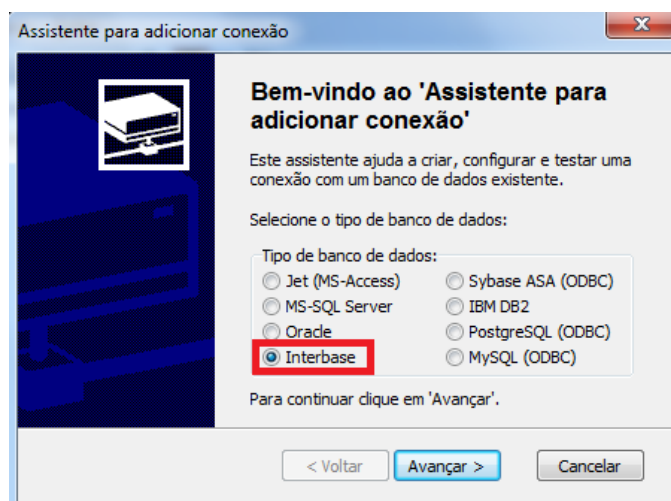 Assistente para adicionar conexão
Bem-vindo ao 'Assistente para
adicionar conexão'
Este assistente ajuda a criar, configurar e testar uma
conexão com um banco de dados existente.
Selecione o tipo de banco de dados:
Tipo de banco de dados:
Jet (MS-Access)
Sybase ASA (ODBC)
MS-SQL Server
IBM DB2
Oracle
PostgreSQL (ODBC)
Interbase
MySQL (ODBC)
Para continuar clique em 'Avançar'.
< Voltar
Avançar >
Cancelar